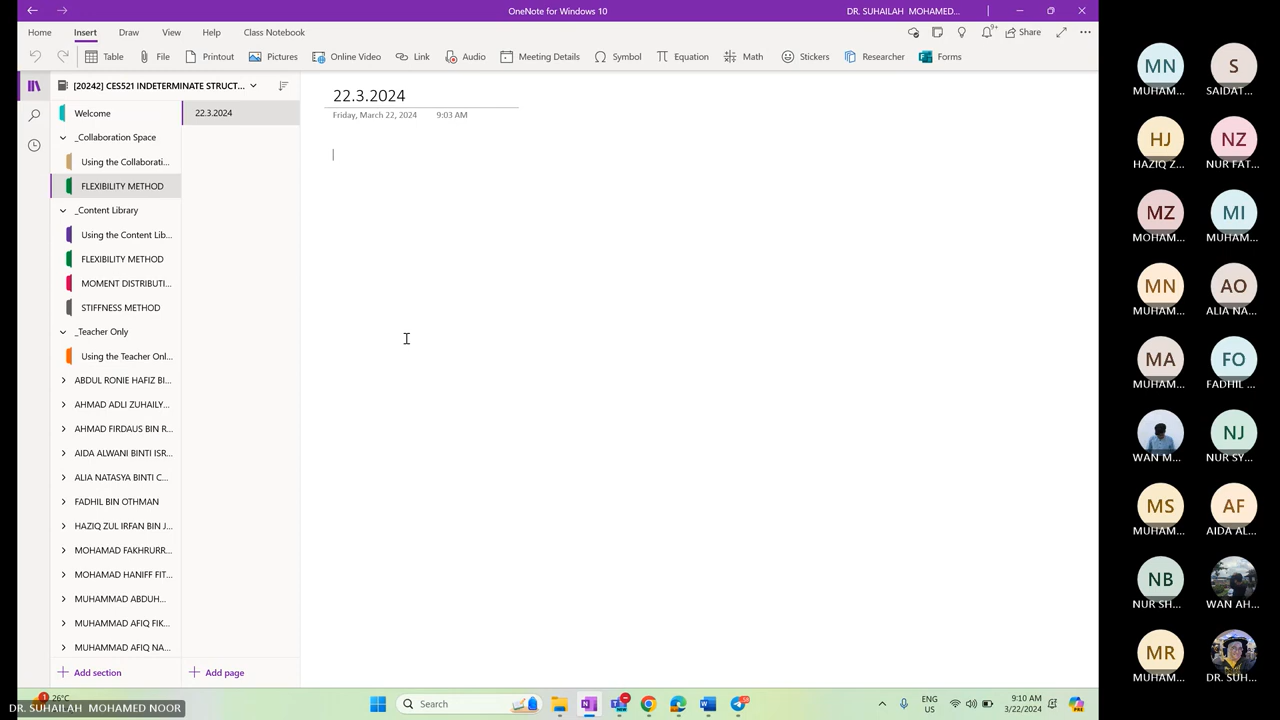 OneNote for Windows 10
DR. SUHAILAH MOHAMED...
Home Insert Draw View Help Class Notebook
9+ Share
Table File Printout Pictures Online Video Link Audio Meeting Details Symbol Equation Math Stickers Researcher Forms
[20242] CES521 INDETERMINATE STRUCT...
Welcome
_Collaboration Space
Using the Collaborati...
FLEXIBILITY METHOD
_Content Library
Using the Content Lib...
FLEXIBILITY METHOD
MOMENT DISTRIBUTI...
STIFFNESS METHOD
_Teacher Only
Using the Teacher Onl...
ABDUL RONIE HAFIZ BI...
AHMAD ADLI ZUHAILY...
AHMAD FIRDAUS BIN R...
AIDA ALWANI BINTI ISR...
ALIA NATASYA BINTI C...
FADHIL BIN OTHMAN
HAZIQ ZUL IRFAN BIN J...
MOHAMAD FAKHRURR...
MOHAMAD HANIFF FIT...
MUHAMMAD ABDUH...
MUHAMMAD AFIQ FIK...
MUHAMMAD AFIQ NA...
Add section
22.3.2024
Add page
22.3.2024
Friday, March 22, 2024 9:03 AM
MN S
MUHAM... SAIDAT...
HJ NZ
HAZIQ Z... NUR FAT...
MZ MI
MOHAM... MUHAM...
MN AO
MUHAM... ALIA NA...
MA FO
MUHAM... FADHIL ...
NJ
WAN M... NUR SY...
MS AF
MUHAM... AIDA AL...
NB
NUR SH... WAN AH...
MR
MUHAM... DR. SUH...
1 26°C
DR. SUHAILAH MOHAMED NOOR
Search
ENG
US
9:10 AM
3/22/2024